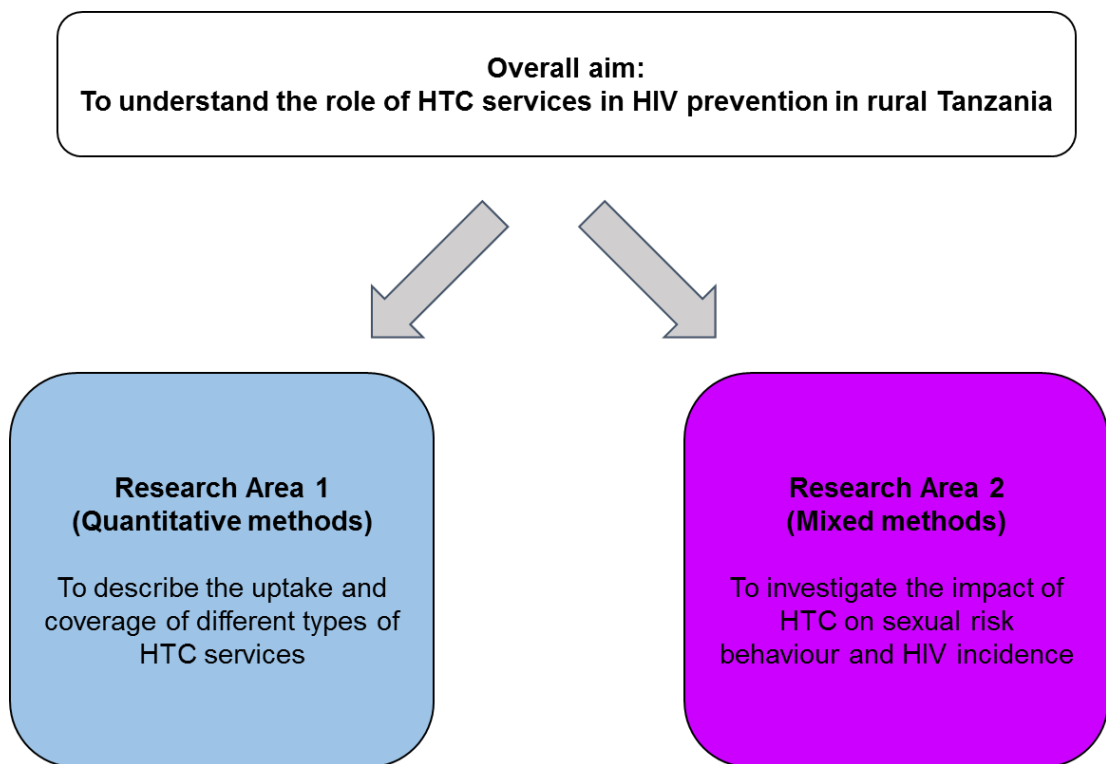 Overall aim:
To understand the role of HTC services in HIV prevention in rural Tanzania
Research Area 1
(Quantitative methods)
To describe the uptake and
coverage of different types of
HTC services
Research Area 2
(Mixed methods)
To investigate the impact of
HTC on sexual risk
behaviour and HIV incidence